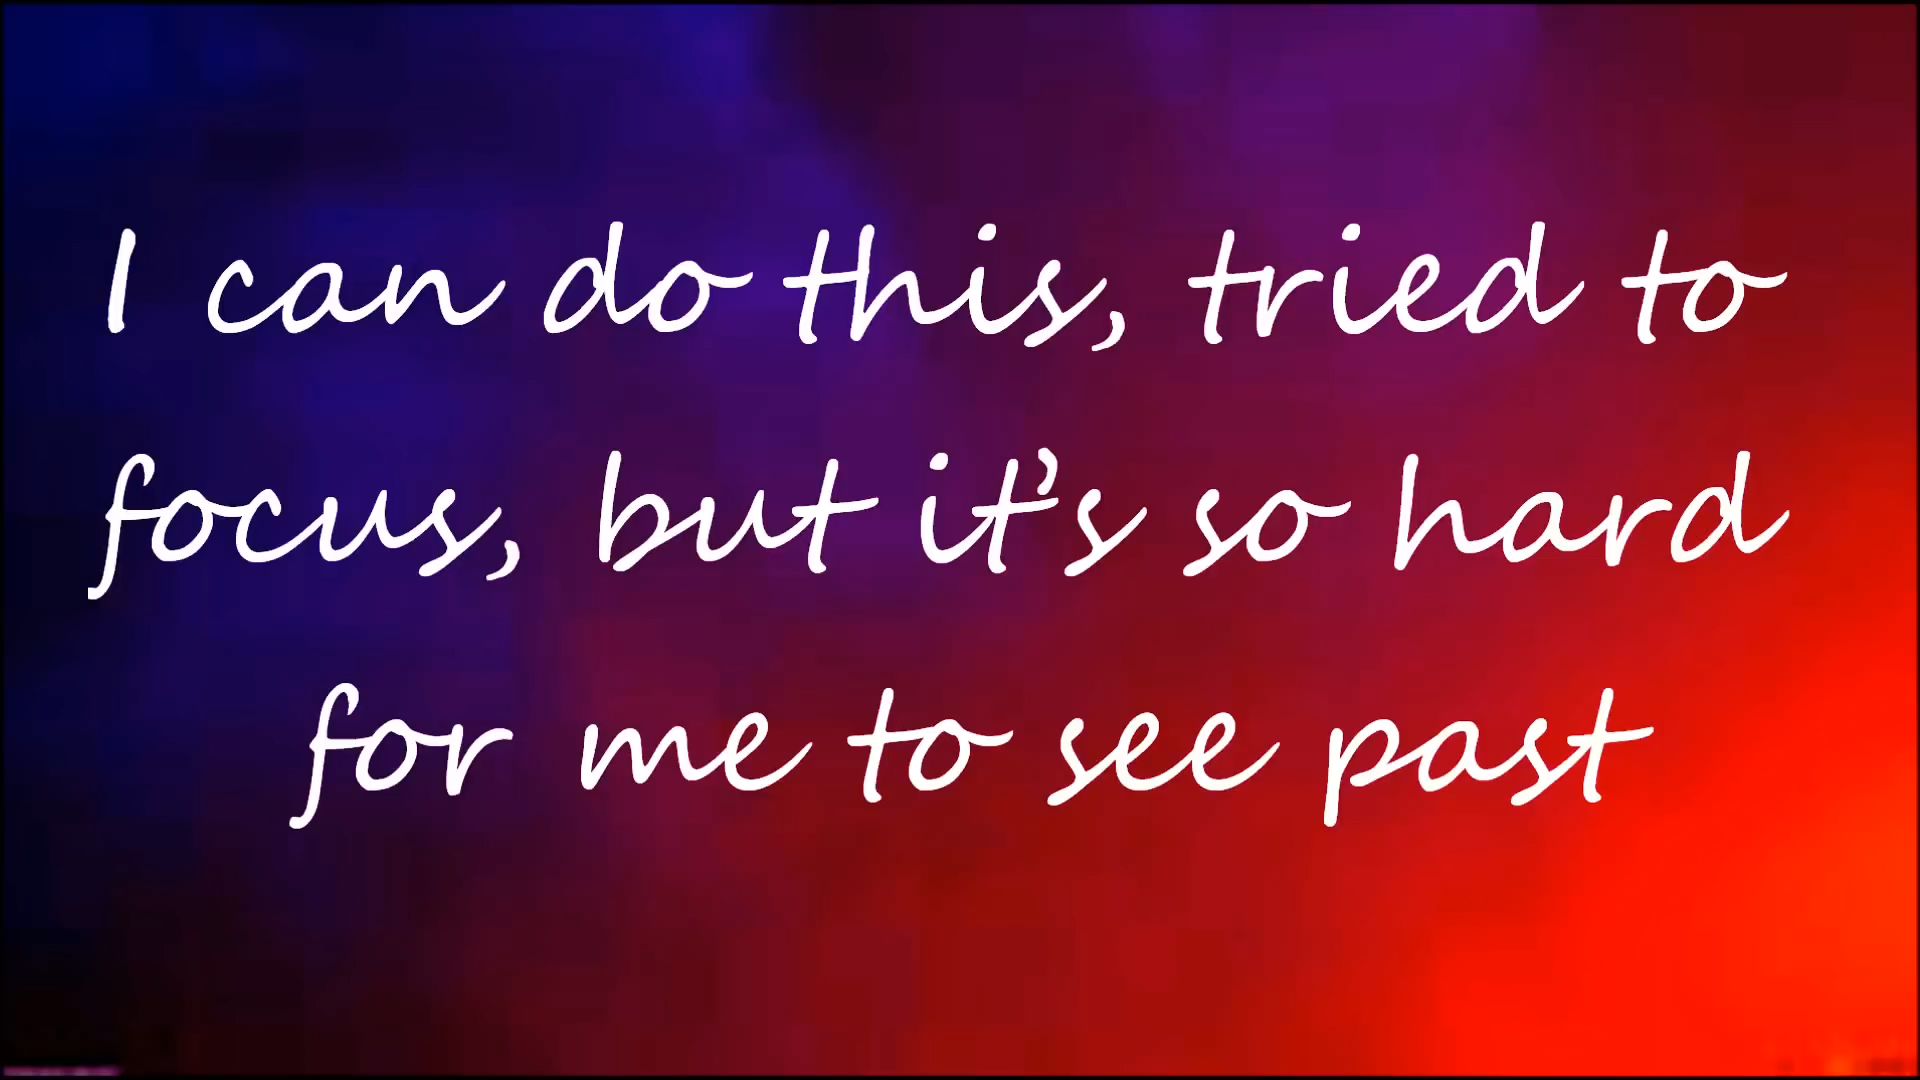 I can do this, tried to
focus, but it's so hard
for me to see past